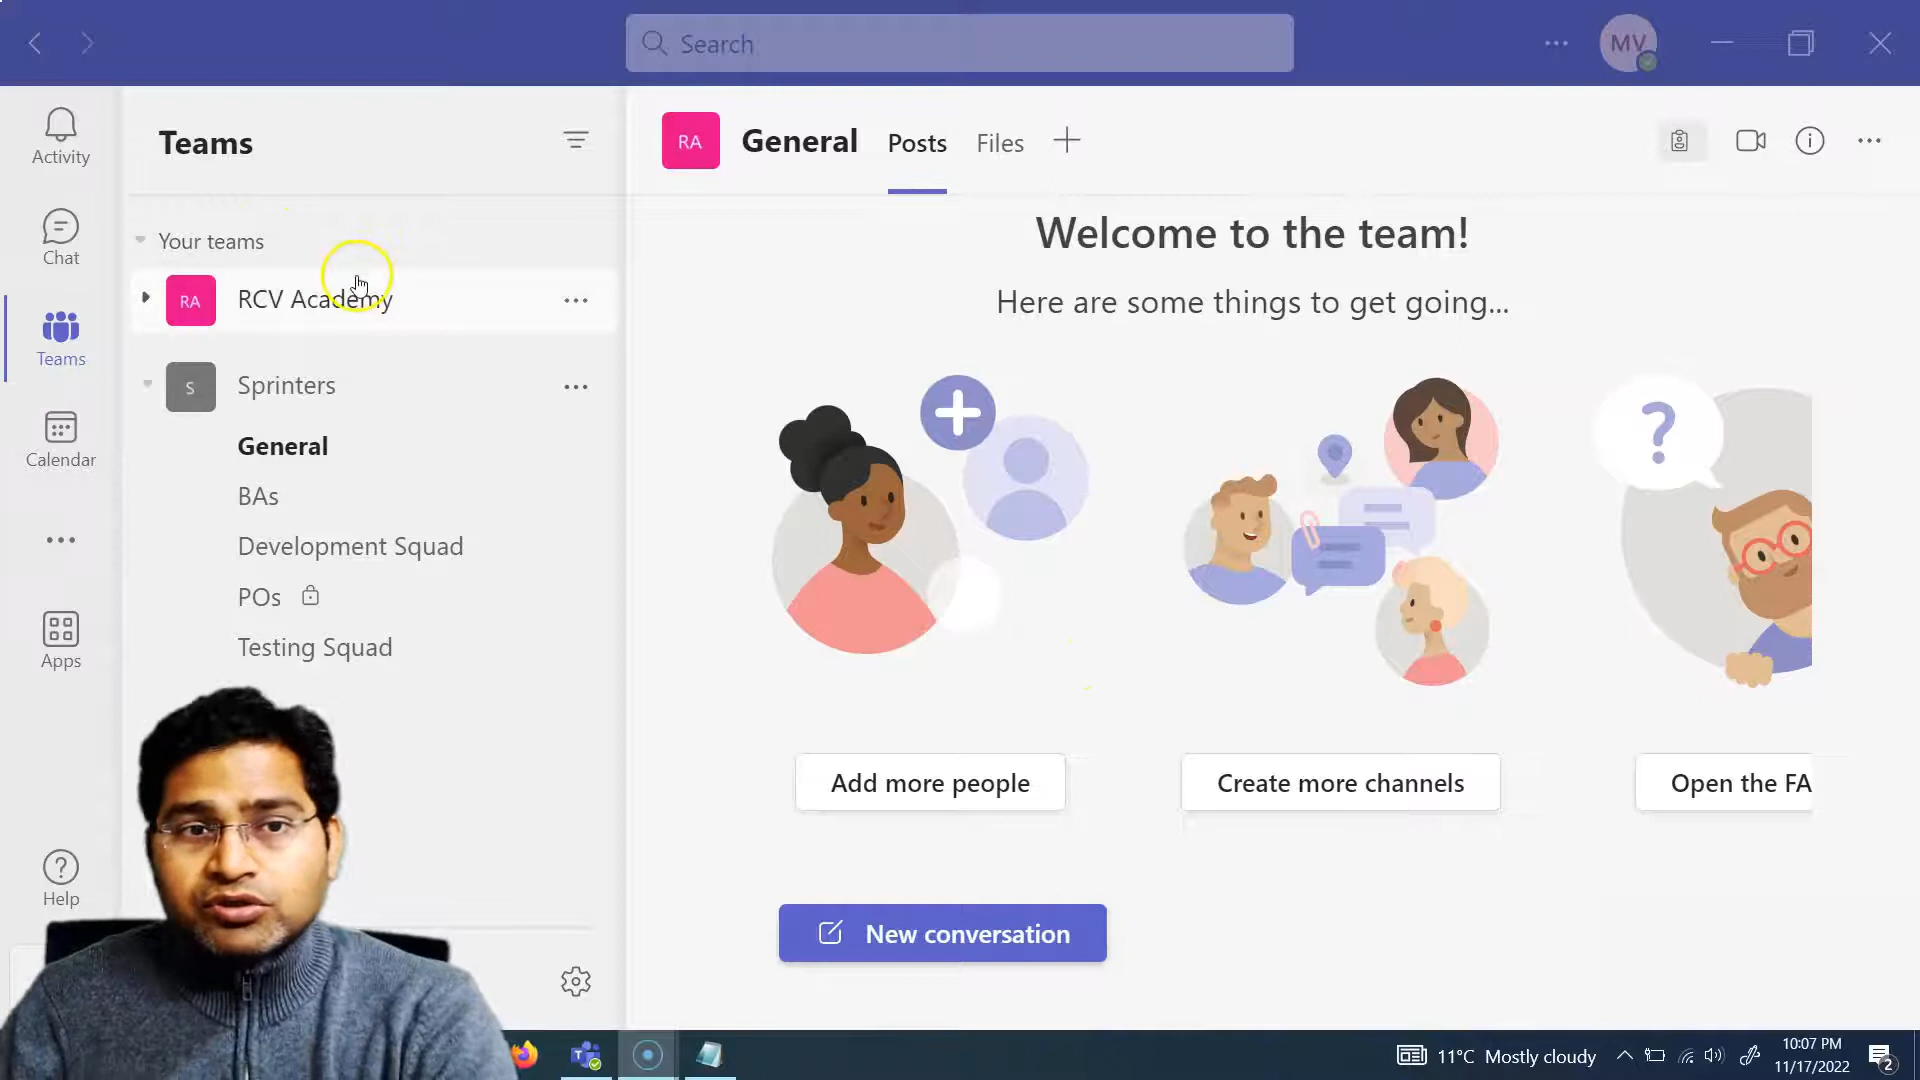 Search
MV
Activity
Chat
Teams
Calendar
Apps
Help
Teams
Your teams
RA
RCV Academy
S
Sprinters
General
BAs
Development Squad
POs
Testing Squad
RA
General
Posts
Files
Welcome to the team!
Here are some things to get going...
?
Add more people
Create more channels
Open the FA
New conversation
11°C Mostly cloudy
10:07 PM
11/17/2022
2